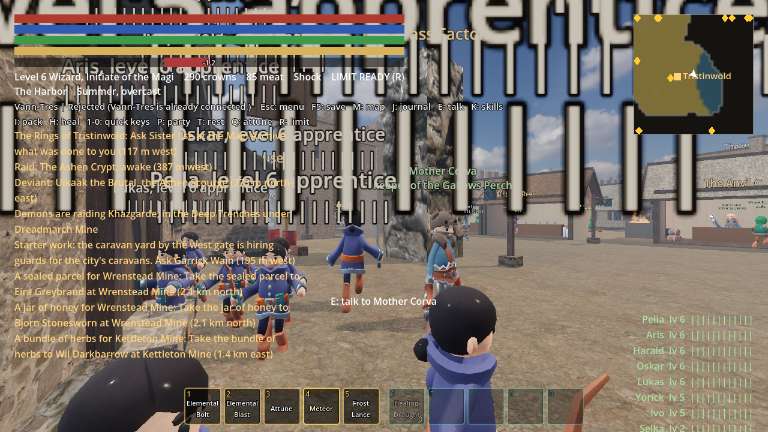 Level 6 Wizard, Initiate of the Magi   290 crowns   85 meat   Shock   LIMIT READY (R)
The Harbor   Summer, overcast
Vann-Tres: Rejected (Vann-Tres is already connected.)   Esc: menu   F5: save   M: map   J: journal   E: talk   K: skills
I: pack   H: heal   1-0: quick keys   P: party   T: rest   O: actions   R: limit
The Rings of Tristinwold: Ask Sister
what was done to you (117 m west)
Raid: The Ashen Crypt, awake (387 m west)
Deviant: Ukaak the Brutal, the
east)
Demons are raiding Khazgarde, in the Deep Trenches under
Dreadmarch Mine
Starter work: the caravan yard by the west gate is hiring
guards for the city's caravans. Ask Garrick Wain (195 m west)
A sealed parcel for Wrenstead Mine: Take the sealed parcel to
Eira Greybrand at Wrenstead Mine (2.1 km north)
A jar of honey for Wrenstead Mine: Take the jar of honey to
Bjorn Stonesworn at Wrenstead Mine (2.1 km north)
A bundle of herbs for Kettleton Mine: Take the bundle of
herbs to Wil Darkbarrow at Kettleton Mine (1.4 km east)
Tristinwold
Mother Corva
of the Gallows Perch
E: talk to Mother Corva
Pella lv 6
Aris lv 6
Harald lv 6
Oskar lv 6
Lukas lv 6
Yorick lv 5
Ivo lv 5
Selka lv 2
1 Elemental Bolt
2 Elemental Blast
3 Attune
4 Meteor
5 Frost Lance
Healing Draught